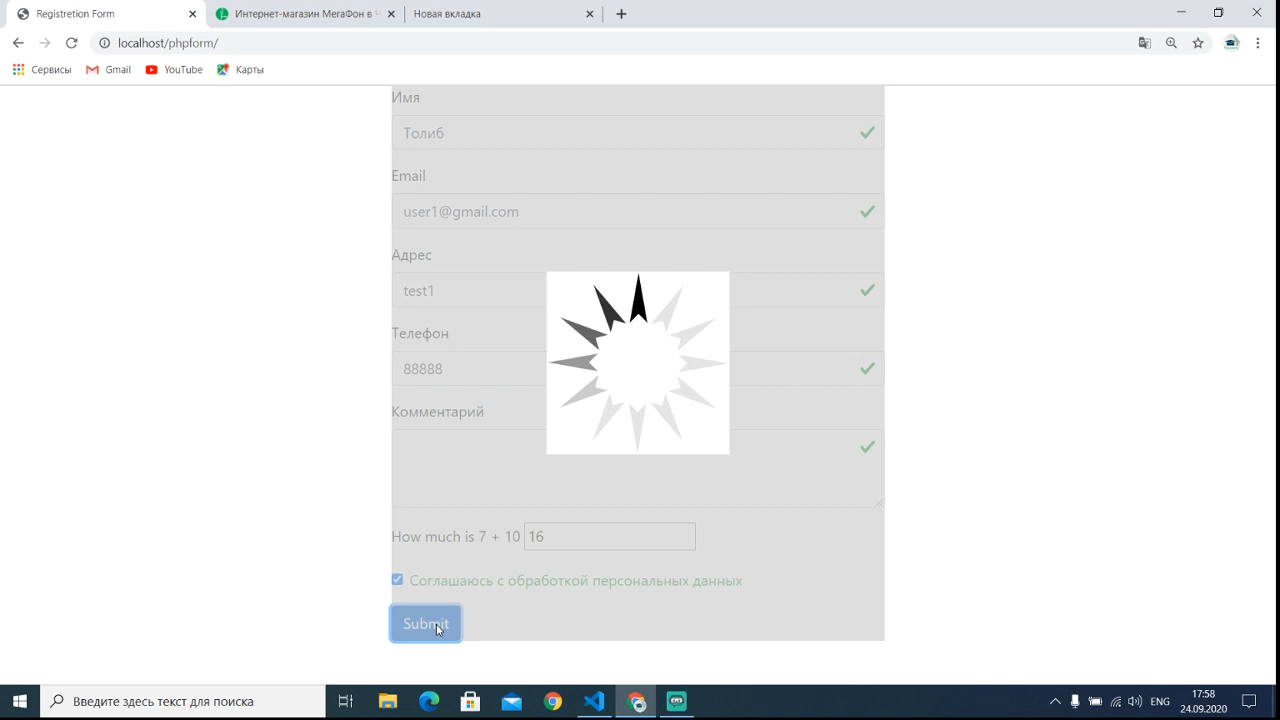 Registretion Form
Интернет-магазин МегаФон в
Новая вкладка
localhost/phpform/
Сервисы
Gmail
YouTube
Карты
Имя
Толиб
Email
user1@gmail.com
Адрес
test1
Телефон
88888
Комментарий
How much is 7 + 10 16
Соглашаюсь с обработкой персональных данных
Submit
Введите здесь текст для поиска
ENG
17:58
24.09.2020